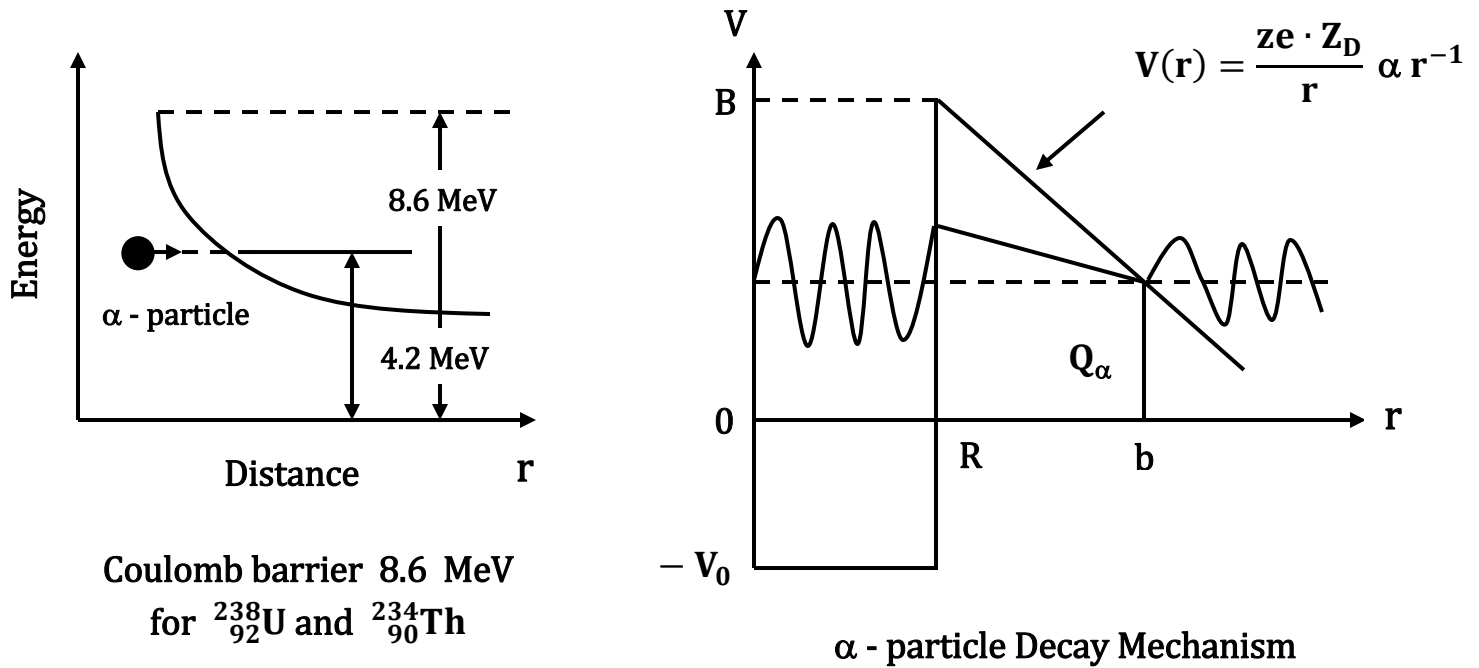 Energy
8.6 MeV
α - particle
4.2 MeV
Distance
r
Coulomb barrier 8.6 MeV
for ²³⁸₉₂U and ²³⁴₉₀Th
V
V(r) = ze · Z_D / r α r⁻¹
B
Qα
0
r
R
b
− V₀
α - particle Decay Mechanism